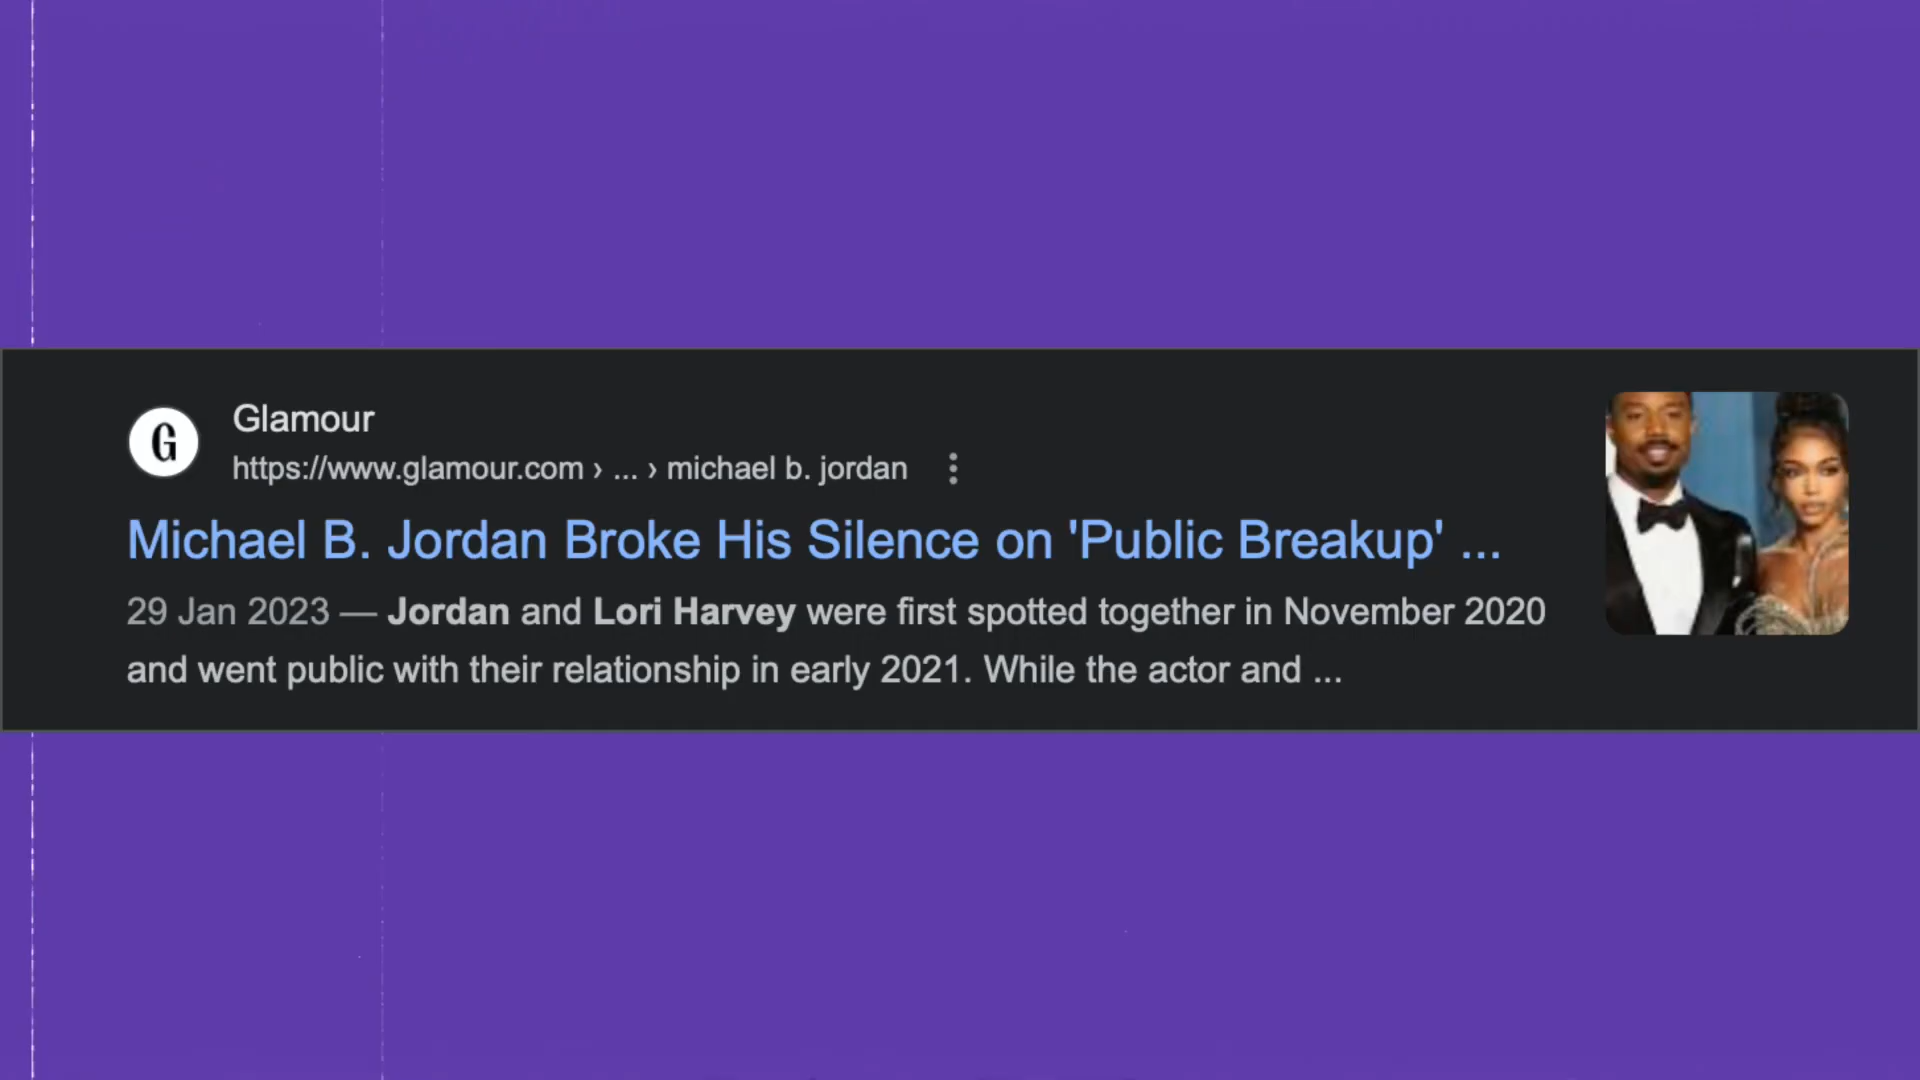 G
Glamour
https://www.glamour.com › ... › michael b. jordan
Michael B. Jordan Broke His Silence on 'Public Breakup' ...
29 Jan 2023 — Jordan and Lori Harvey were first spotted together in November 2020
and went public with their relationship in early 2021. While the actor and ...